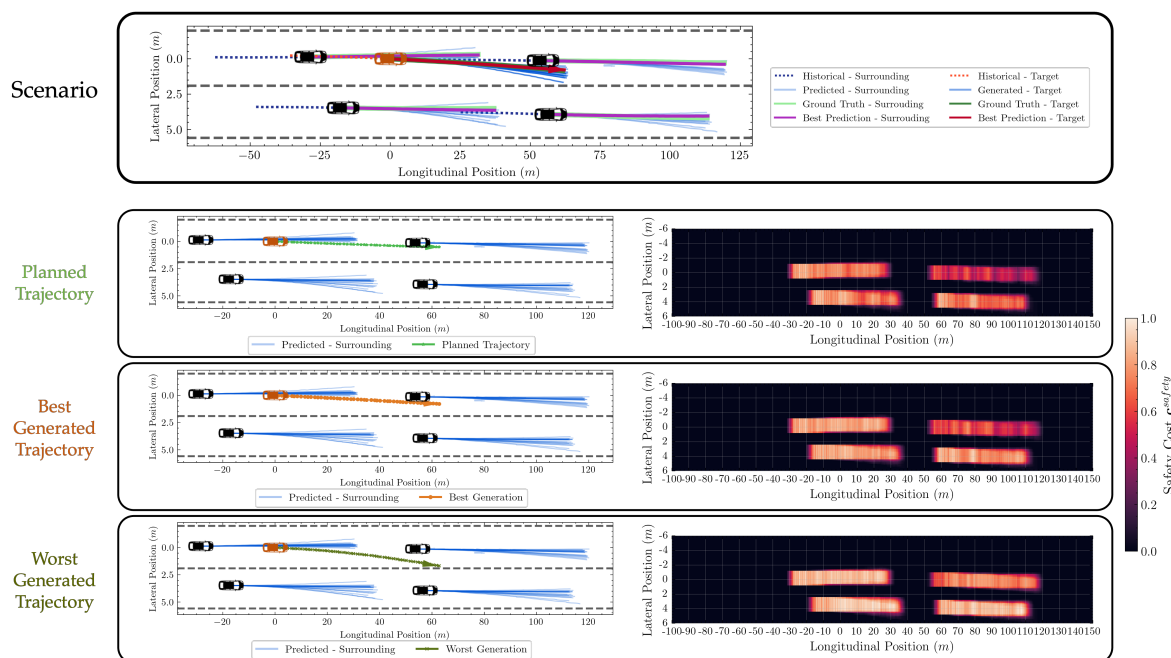 Scenario
Lateral Position (m)
0.0
2.5
5.0
−50
−25
0
25
50
75
100
125
Longitudinal Position (m)
Historical - Surrounding
Predicted - Surrounding
Ground Truth - Surrouding
Best Prediction - Surrouding
Historical - Target
Generated - Target
Ground Truth - Target
Best Prediction - Target
Planned
Trajectory
Lateral Position (m)
0.0
2.5
5.0
−20 0 20 40 60 80 100 120
Longitudinal Position (m)
Predicted - Surrounding
Planned Trajectory
Lateral Position (m)
-6
-4
-2
0
2
4
6
-100-90-80-70-60-50-40-30-20-10 0 10 20 30 40 50 60 70 80 90 100110120130140150
Longitudinal Position (m)
Best
Generated
Trajectory
Lateral Position (m)
0.0
2.5
5.0
−20 0 20 40 60 80 100 120
Longitudinal Position (m)
Predicted - Surrounding
Best Generation
Lateral Position (m)
-6
-4
-2
0
2
4
6
-100-90-80-70-60-50-40-30-20-10 0 10 20 30 40 50 60 70 80 90 100110120130140150
Longitudinal Position (m)
Worst
Generated
Trajectory
Lateral Position (m)
0.0
2.5
5.0
−20 0 20 40 60 80 100 120
Longitudinal Position (m)
Predicted - Surrounding
Worst Generation
Lateral Position (m)
-6
-4
-2
0
2
4
-100-90-80-70-60-50-40-30-20-10 0 10 20 30 40 50 60 70 80 90 100110120130140150
Longitudinal Position (m)
1.0
0.8
0.6
0.4
0.2
0.0
Safety Cost c^safety